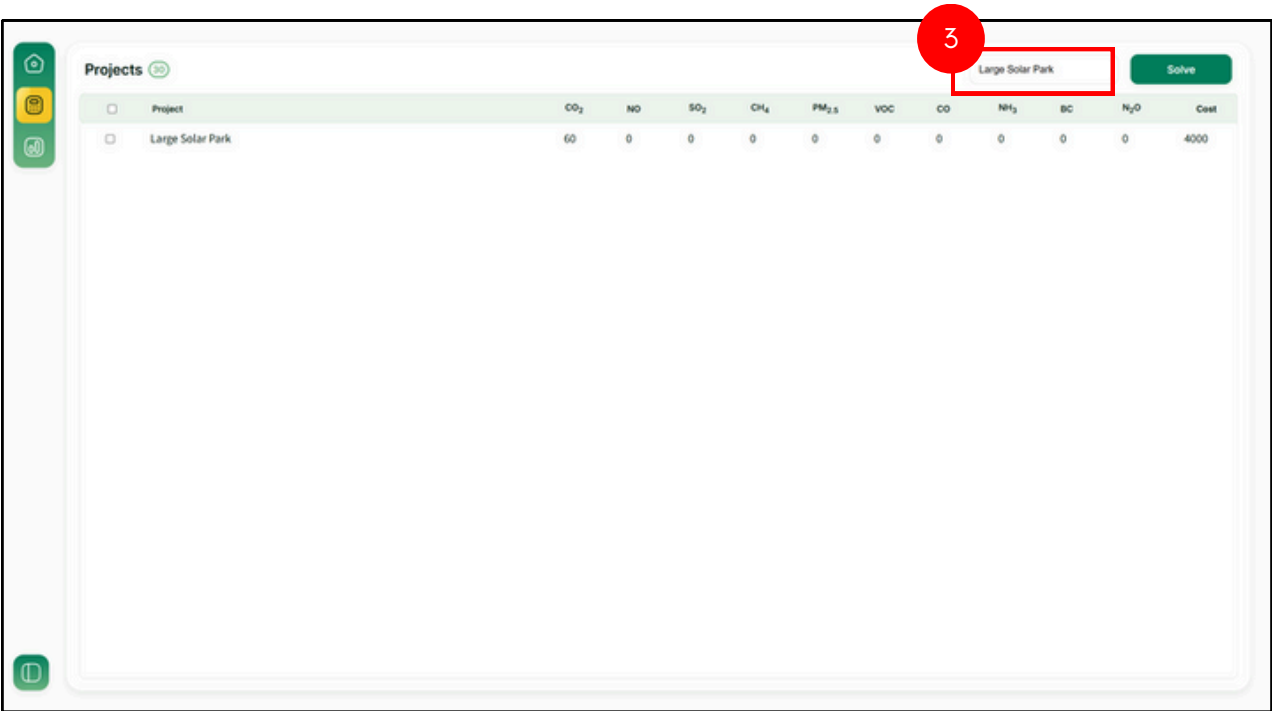 3
Projects 30 Large Solar Park Solve
Project CO₂ NO SO₂ CH₄ PM₂.₅ VOC CO NH₃ BC N₂O Cost
Large Solar Park 60 0 0 0 0 0 0 0 0 0 4000